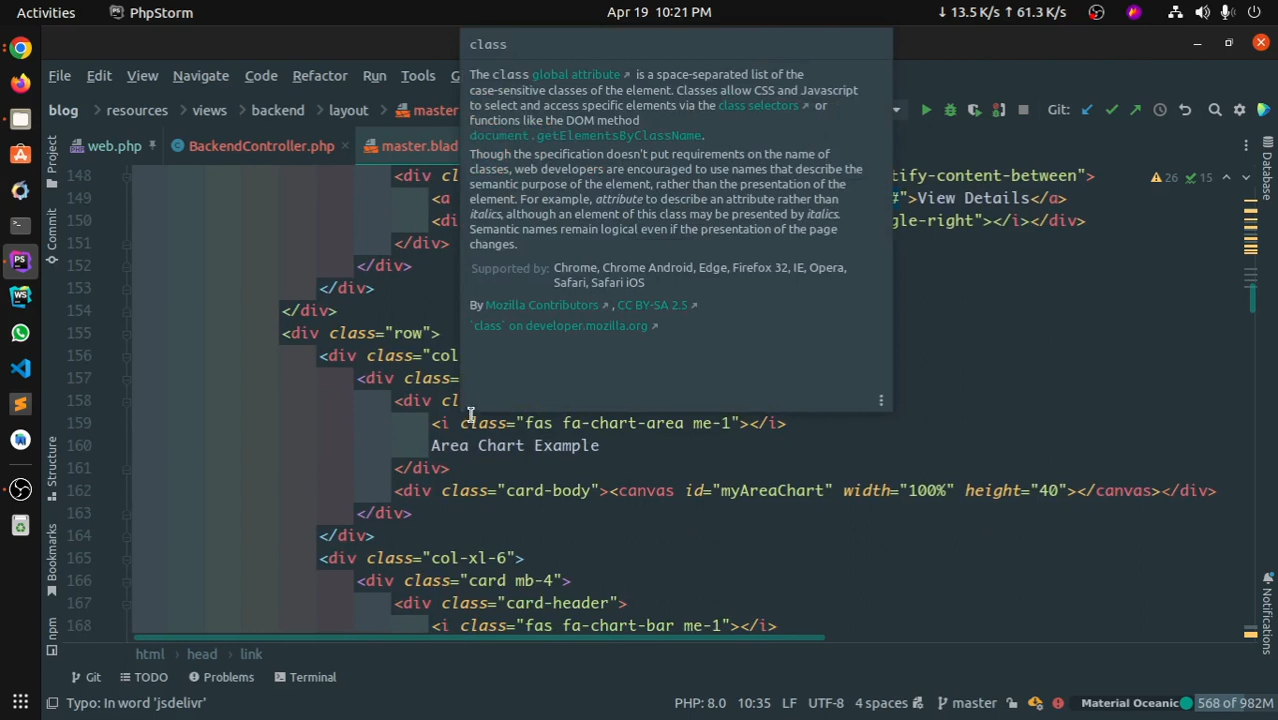 Activities PhpStorm Apr 19 10:21 PM ↓ 13.5 K/s ↑ 61.3 K/s
File Edit View Navigate Code Refactor Run Tools G
blog resources views backend layout master Git:
web.php BackendController.php master.blad
class
The class global attribute is a space-separated list of the
case-sensitive classes of the element. Classes allow CSS and Javascript
to select and access specific elements via the class selectors or
functions like the DOM method
document.getElementsByClassName.
Though the specification doesn't put requirements on the name of
classes, web developers are encouraged to use names that describe the
semantic purpose of the element, rather than the presentation of the
element. For example, attribute to describe an attribute rather than
italics, although an element of this class may be presented by italics.
Semantic names remain logical even if the presentation of the page
changes.
Supported by: Chrome, Chrome Android, Edge, Firefox 32, IE, Opera,
Safari, Safari iOS
By Mozilla Contributors , CC BY-SA 2.5
`class` on developer.mozilla.org
26 15
148 <div cl tify-content-between">
149 <a #">View Details</a>
150 <di gle-right"></i></div>
151 </div>
152 </div>
153 </div>
154 </div>
155 <div class="row">
156 <div class="col
157 <div class=
158 <div cl
159 <i class="fas fa-chart-area me-1"></i>
160 Area Chart Example
161 </div>
162 <div class="card-body"><canvas id="myAreaChart" width="100%" height="40"></canvas></div>
163 </div>
164 </div>
165 <div class="col-xl-6">
166 <div class="card mb-4">
167 <div class="card-header">
168 <i class="fas fa-chart-bar me-1"></i>
Project
Commit
Structure
Bookmarks
npm
Database
Notifications
html head link
Git TODO Problems Terminal
Typo: In word 'jsdelivr' PHP: 8.0 10:35 LF UTF-8 4 spaces master Material Oceanic 568 of 982M